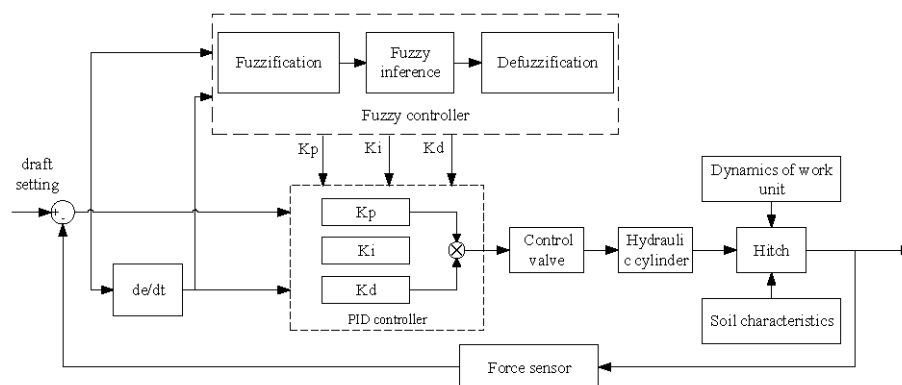 Fuzzification
Fuzzy
inference
Defuzzification
Fuzzy controller
Kp
Ki
Kd
draft
setting
+
-
Kp
Ki
Kd
PID controller
de/dt
Control
valve
Hydrauli
c cylinder
Dynamics of work
unit
Hitch
Soil characteristics
Force sensor